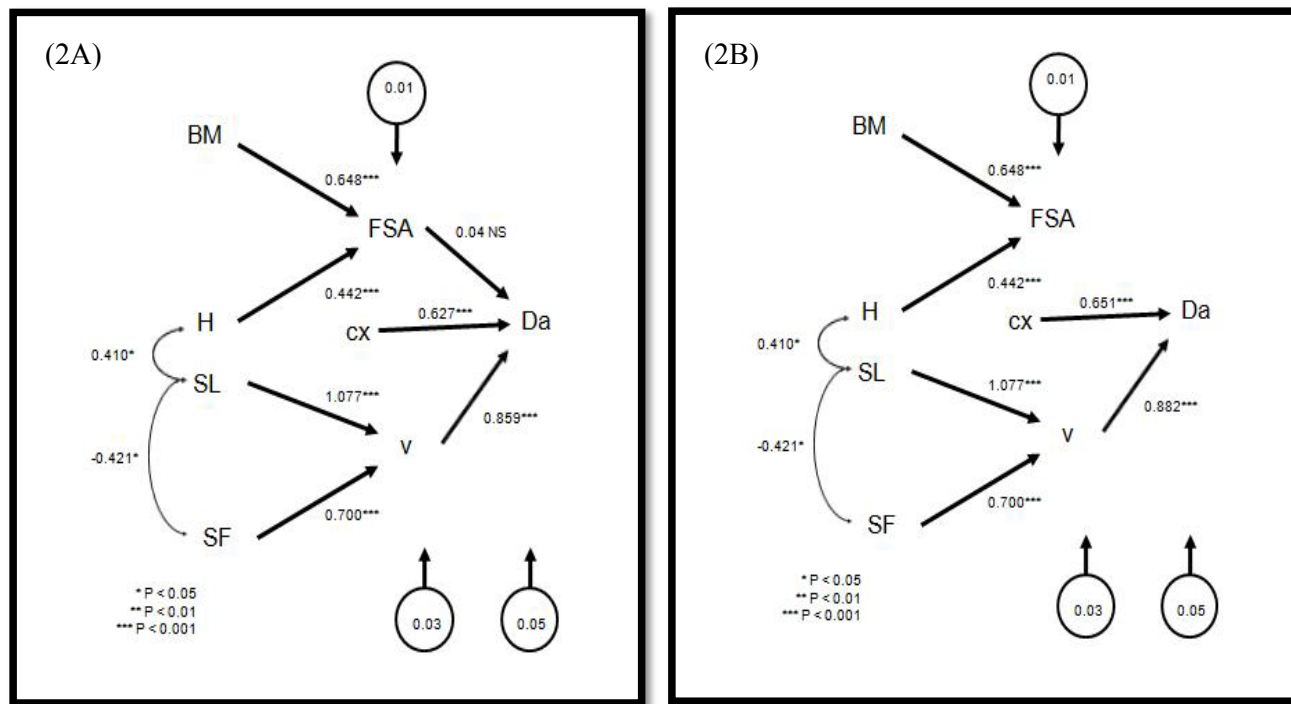 (2A)
0.01
BM
0.648***
FSA
0.04 NS
0.442***
H
cx
0.627***
Da
0.410*
SL
1.077***
0.859***
v
-0.421*
0.700***
SF
* P < 0.05
** P < 0.01
*** P < 0.001
0.03
0.05
(2B)
0.01
BM
0.648***
FSA
0.442***
H
cx
0.651***
Da
0.410*
SL
1.077***
0.882***
v
-0.421*
0.700***
SF
* P < 0.05
** P < 0.01
*** P < 0.001
0.03
0.05